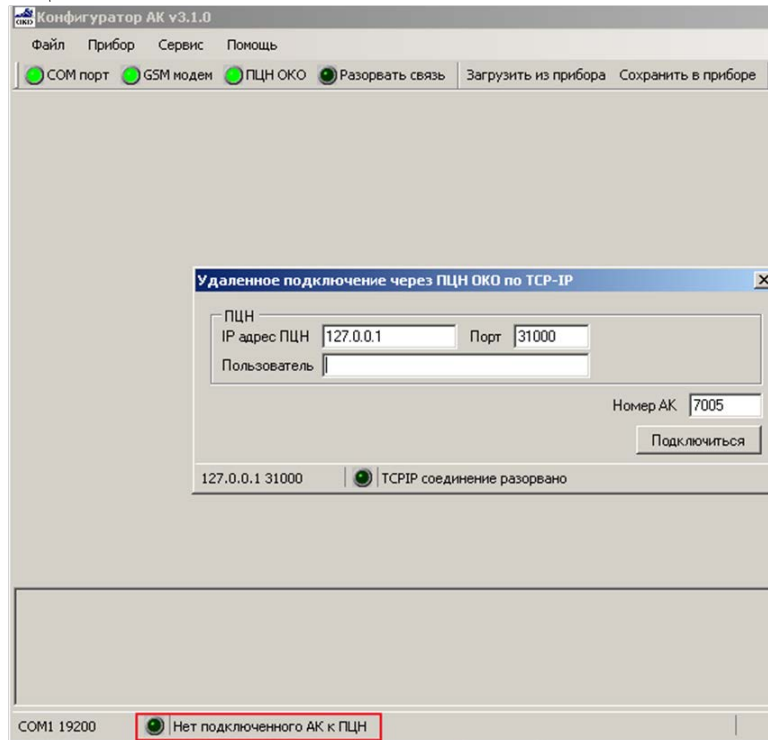 ОКО Конфигуратор АК v3.1.0
Файл Прибор Сервис Помощь
COM порт GSM модем ПЦН ОКО Разорвать связь Загрузить из прибора Сохранить в приборе
Удаленное подключение через ПЦН ОКО по TCP-IP
ПЦН
IP адрес ПЦН 127.0.0.1 Порт 31000
Пользователь
Номер АК 7005
Подключиться
127.0.0.1 31000 TCPIP соединение разорвано
COM1 19200 Нет подключенного АК к ПЦН